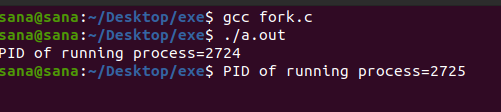 sana@sana:~/Desktop/exe$ gcc fork.c
sana@sana:~/Desktop/exe$ ./a.out
PID of running process=2724
sana@sana:~/Desktop/exe$ PID of running process=2725